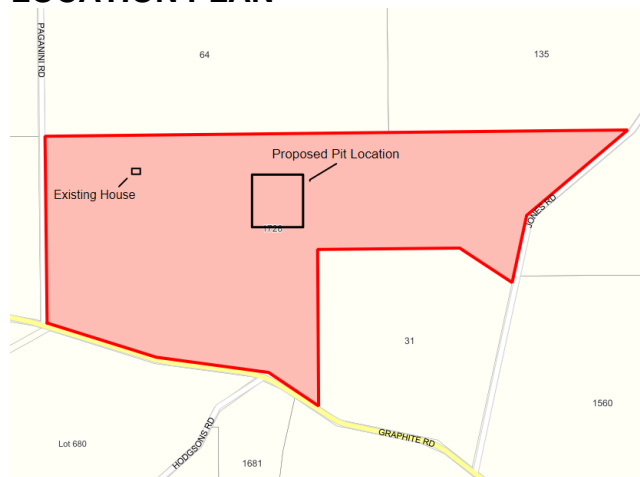 LOCATION PLAN
PAGANINI RD
64
135
Proposed Pit Location
Existing House
1728
JONES RD
31
1560
GRAPHITE RD
HODGSONS RD
Lot 680
1681